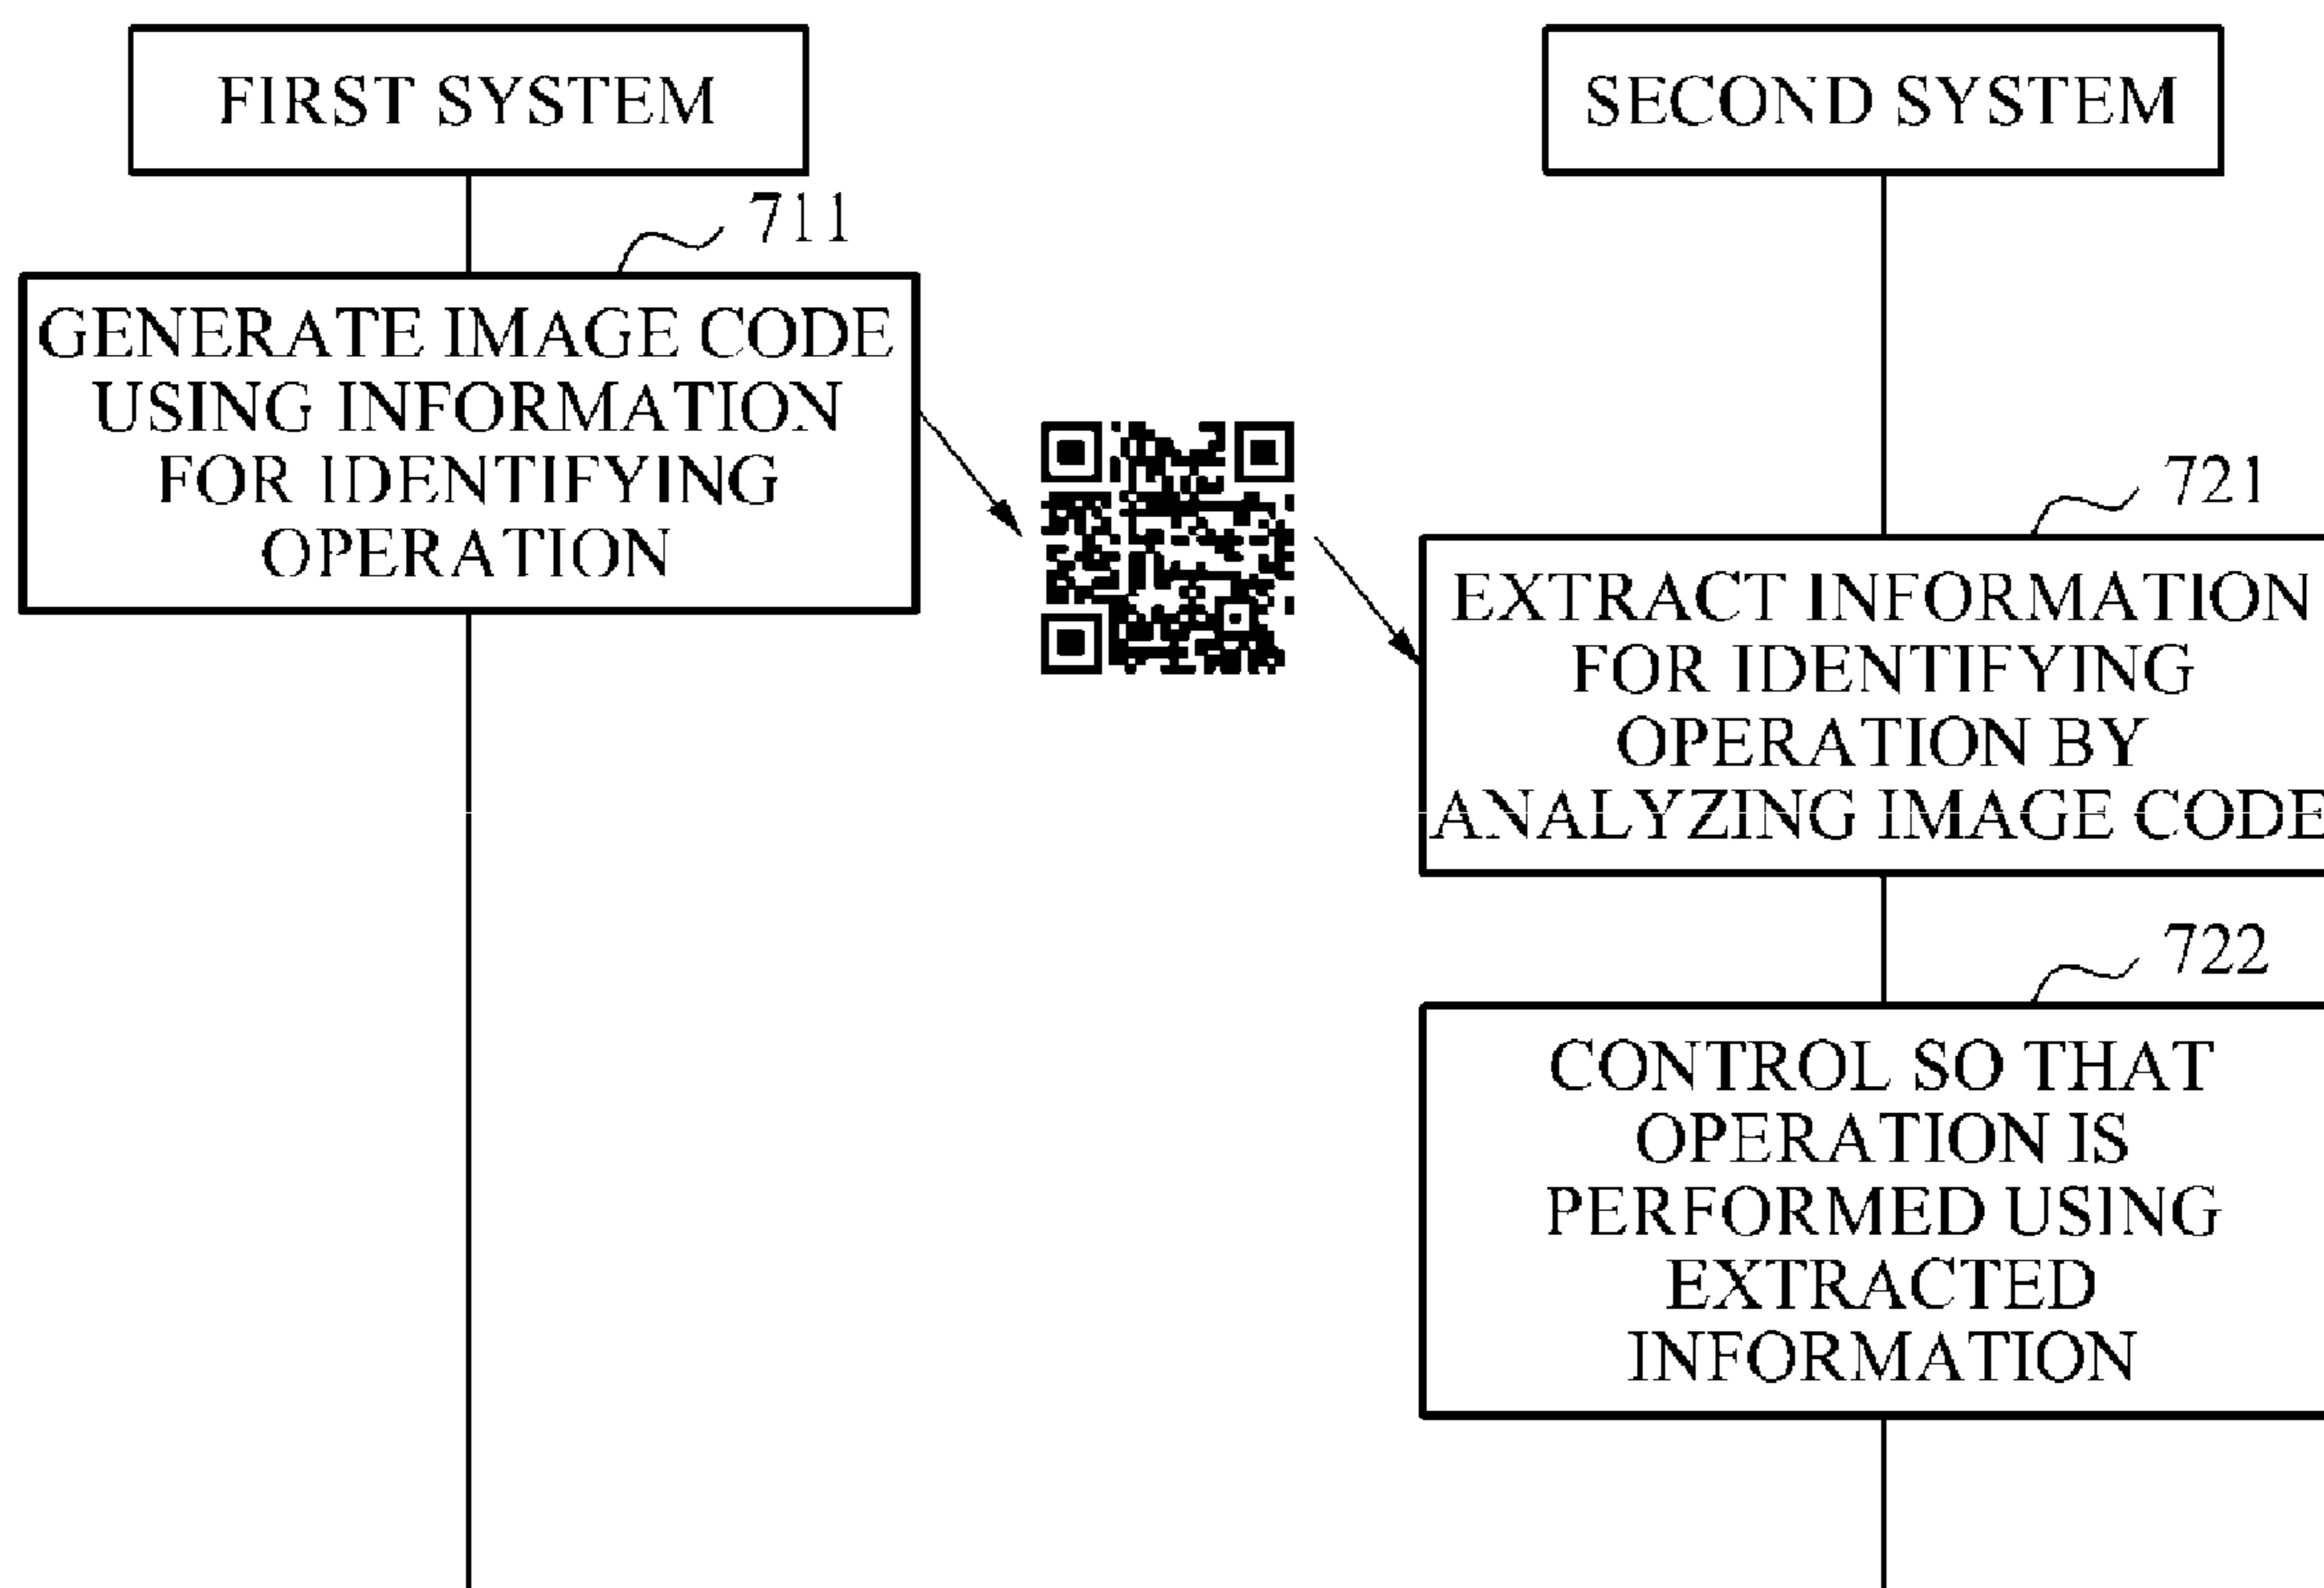 FIRST SYSTEM
SECOND SYSTEM
711
GENERATE IMAGE CODE
USING INFORMATION
FOR IDENTIFYING
OPERATION
721
EXTRACT INFORMATION
FOR IDENTIFYING
OPERATION BY
ANALYZING IMAGE CODE
722
CONTROL SO THAT
OPERATION IS
PERFORMED USING
EXTRACTED
INFORMATION